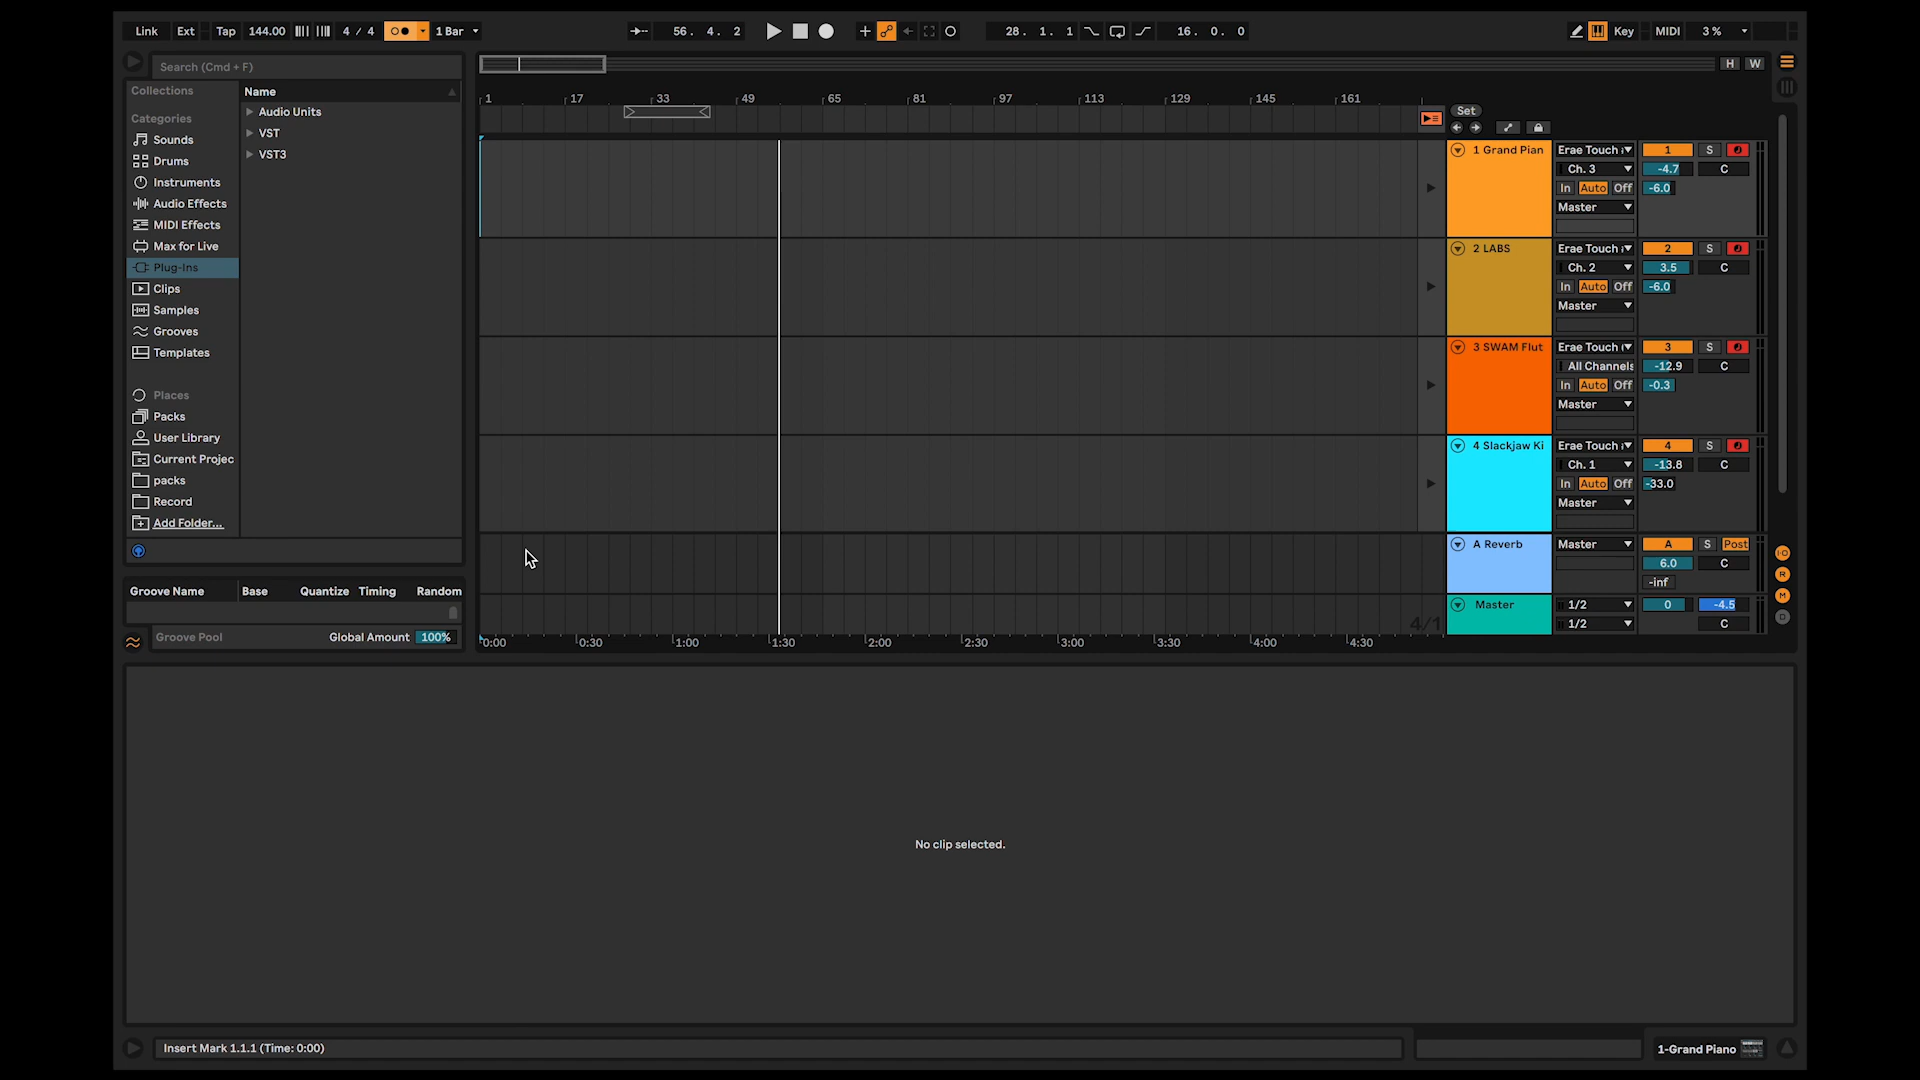 Link Ext Tap 144.00 4 / 4 1 Bar 56. 4. 2 28. 1. 1 16. 0. 0 Key MIDI 3 %
Search (Cmd + F)
H W
Collections
Name
Audio Units
VST
VST3
Categories
Sounds
Drums
Instruments
Audio Effects
MIDI Effects
Max for Live
Plug-Ins
Clips
Samples
Grooves
Templates
Places
Packs
User Library
Current Projec
packs
Record
Add Folder...
Groove Name Base Quantize Timing Random
Groove Pool Global Amount 100%
1 17 33 49 65 81 97 113 129 145 161
Set
1 Grand Pian Erae Touch 1 S
Ch. 3 -4.7 C
In Auto Off -6.0
Master
2 LABS Erae Touch 2 S
Ch. 2 3.5 C
In Auto Off -6.0
Master
3 SWAM Flut Erae Touch 3 S
All Channels -12.9 C
In Auto Off -0.3
Master
4 Slackjaw Ki Erae Touch 4 S
Ch. 1 -13.8 C
In Auto Off -33.0
Master
A Reverb Master A S Post
6.0 C
-inf
Master 1/2 0 -4.5
4/1 1/2 C
I·O
R
M
D
0:00 0:30 1:00 1:30 2:00 2:30 3:00 3:30 4:00 4:30
No clip selected.
Insert Mark 1.1.1 (Time: 0:00)
1-Grand Piano